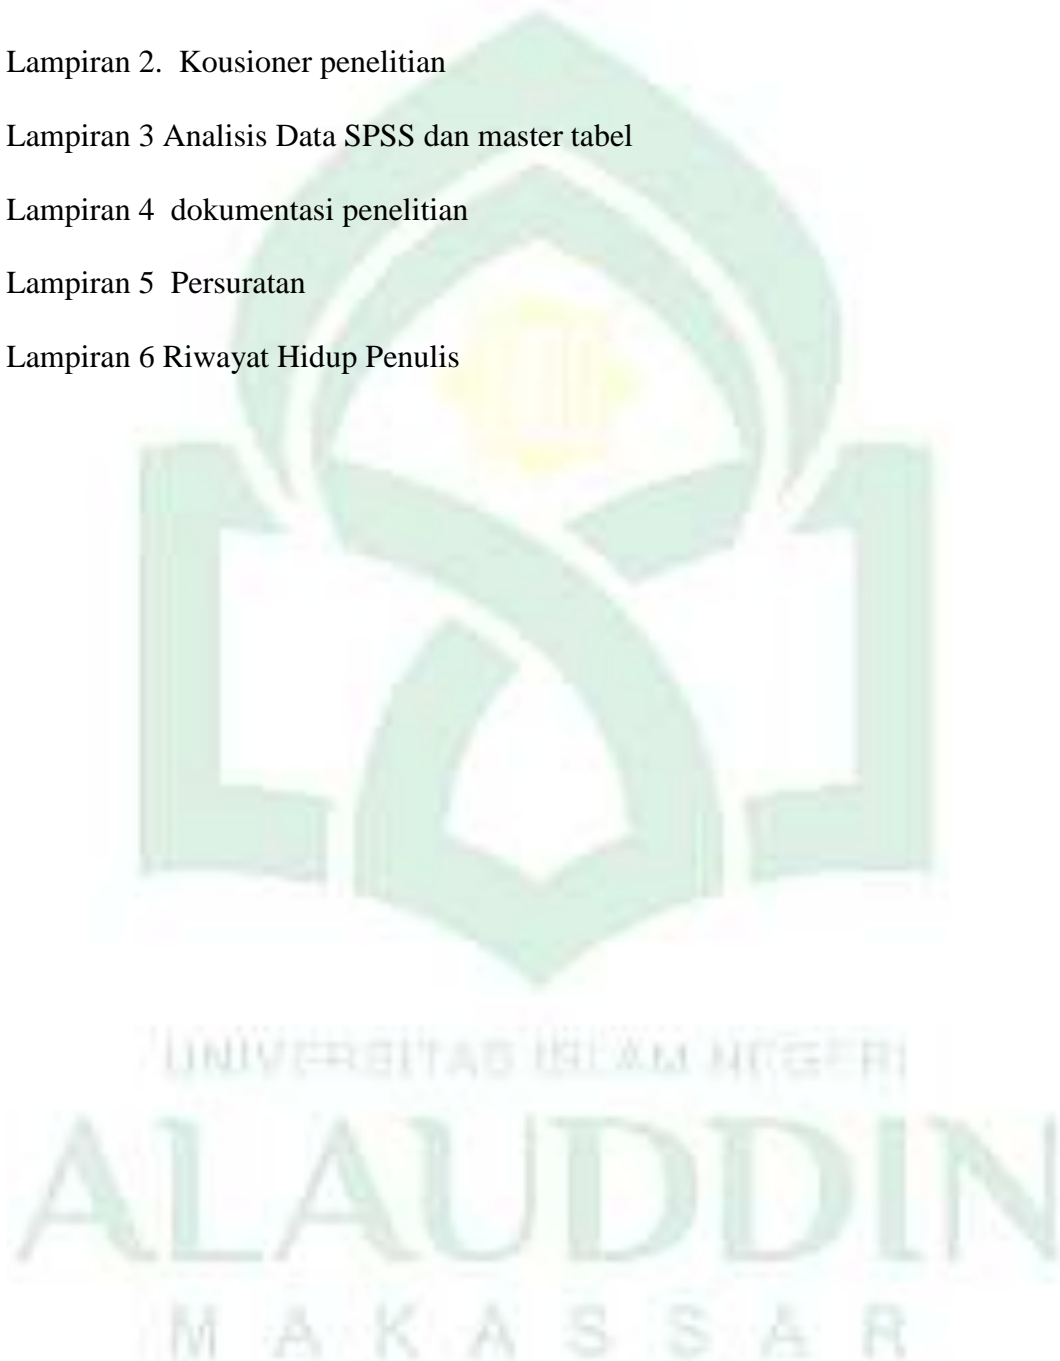 Lampiran 2.  Kousioner penelitian
Lampiran 3 Analisis Data SPSS dan master tabel
Lampiran 4  dokumentasi penelitian
Lampiran 5  Persuratan
Lampiran 6 Riwayat Hidup Penulis
UNIVERSITAS ISLAM NEGERI
ALAUDDIN
MAKASSAR